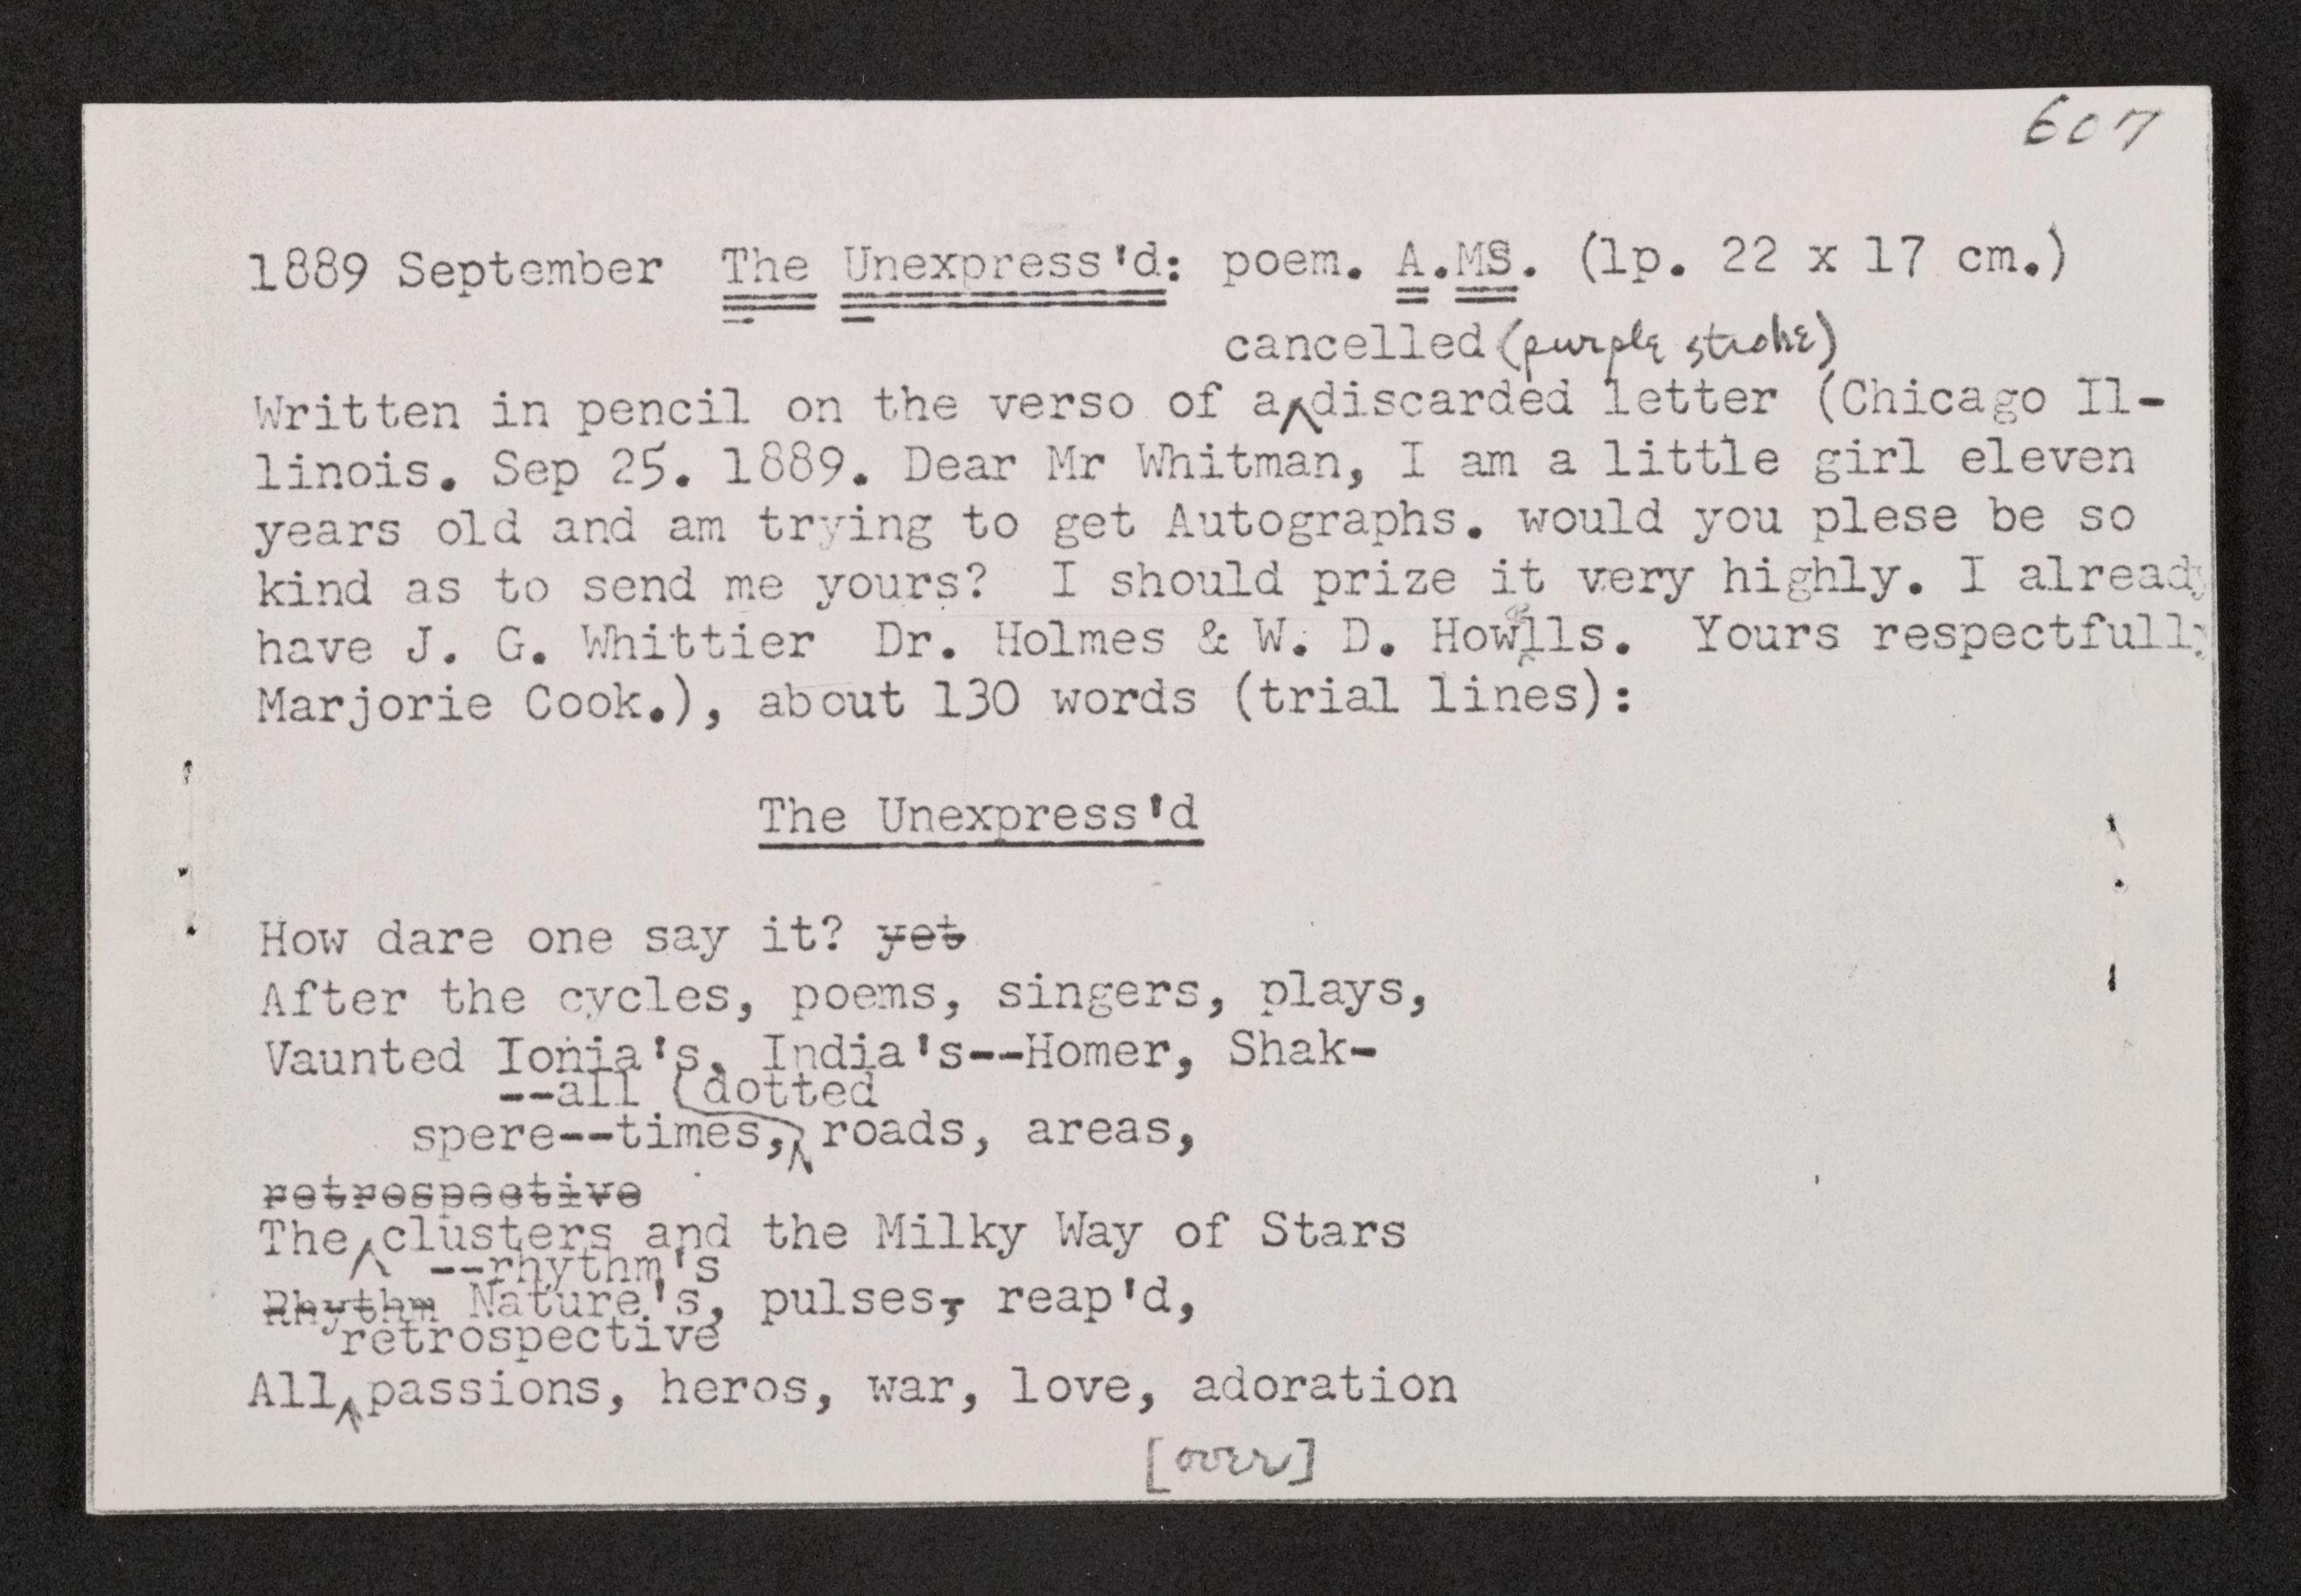 607
1889 September The Unexpress'd: poem. A.MS. (1p. 22 x 17 cm.)
cancelled (purple stroke)
Written in pencil on the verso of a discarded letter (Chicago Il-
linois. Sep 25. 1889. Dear Mr Whitman, I am a little girl eleven
years old and am trying to get Autographs. would you plese be so
kind as to send me yours? I should prize it very highly. I already
have J. G. Whittier Dr. Holmes & W. D. Howells. Yours respectfully
Marjorie Cook.), about 130 words (trial lines):
The Unexpress'd
How dare one say it? yet
After the cycles, poems, singers, plays,
Vaunted Ionia's, India's--Homer, Shak-
--all (dotted
spere--times, roads, areas,
retrospective
The clusters and the Milky Way of Stars
--rhythm's
Rhythm Nature's, pulses, reap'd,
retrospective
All passions, heros, war, love, adoration
[over]